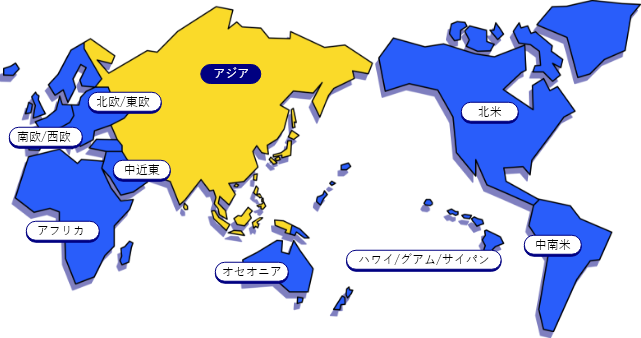 アジア
北欧/東欧
北米
南欧/西欧
中近東
アフリカ
中南米
ハワイ/グアム/サイパン
オセオニア